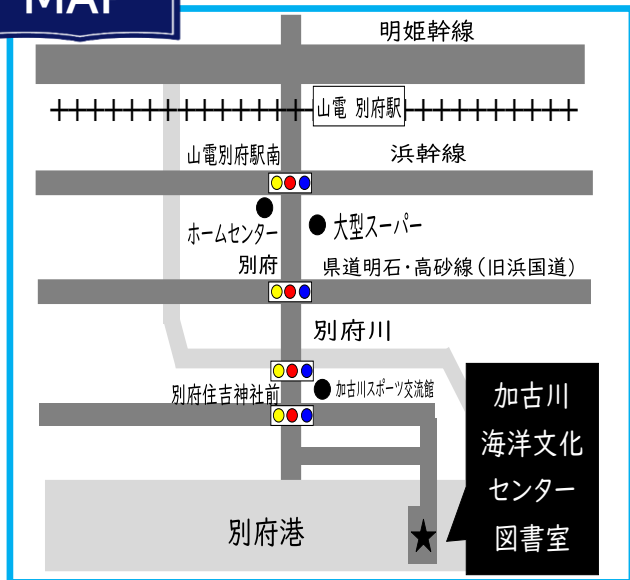 MAP
明姫幹線
山電 別府駅
山電別府駅南
浜幹線
ホームセンター
大型スーパー
別府
県道明石・高砂線（旧浜国道）
別府川
別府住吉神社前
加古川スポーツ交流館
加古川
海洋文化
センター
図書室
別府港